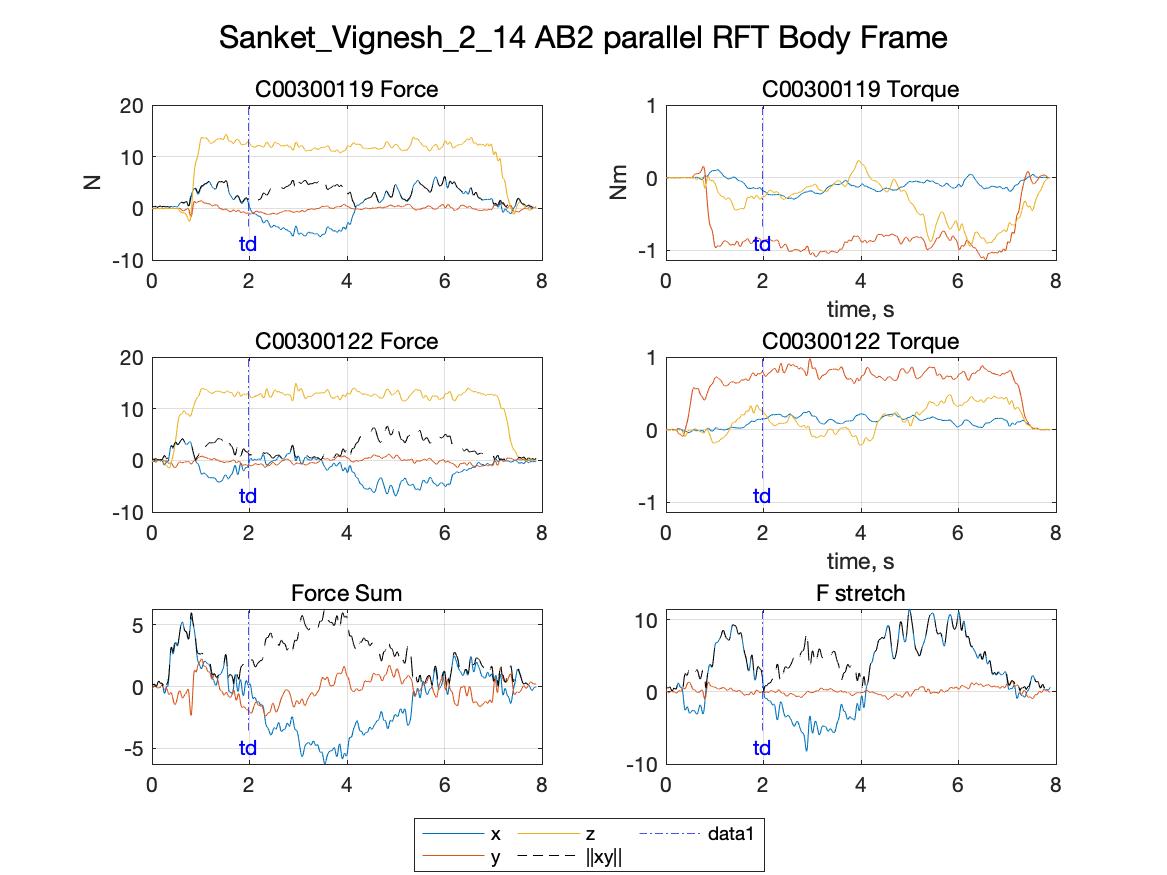 Sanket_Vignesh_2_14 AB2 parallel RFT Body Frame
C00300119 Force
20
10
0
-10
N
td
0 2 4 6 8
C00300119 Torque
1
0
-1
Nm
td
0 2 4 6 8
time, s
C00300122 Force
20
10
0
-10
td
0 2 4 6 8
C00300122 Torque
1
0
-1
td
0 2 4 6 8
time, s
Force Sum
5
0
-5
td
0 2 4 6 8
F stretch
10
0
-10
td
0 2 4 6 8
x z data1
y ||xy||